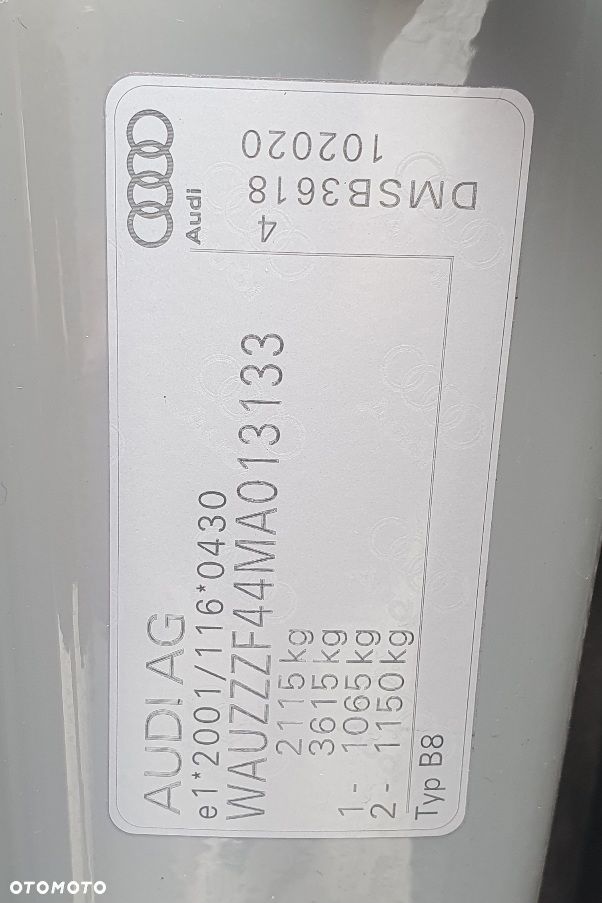 AUDI AG
e1*2001/116*0430
WAUZZZF44MA013133
2115kg
3615kg
1- 1065kg
2- 1150kg
Typ B8
Audi
DMSB3618
4
102020
OTOMOTO